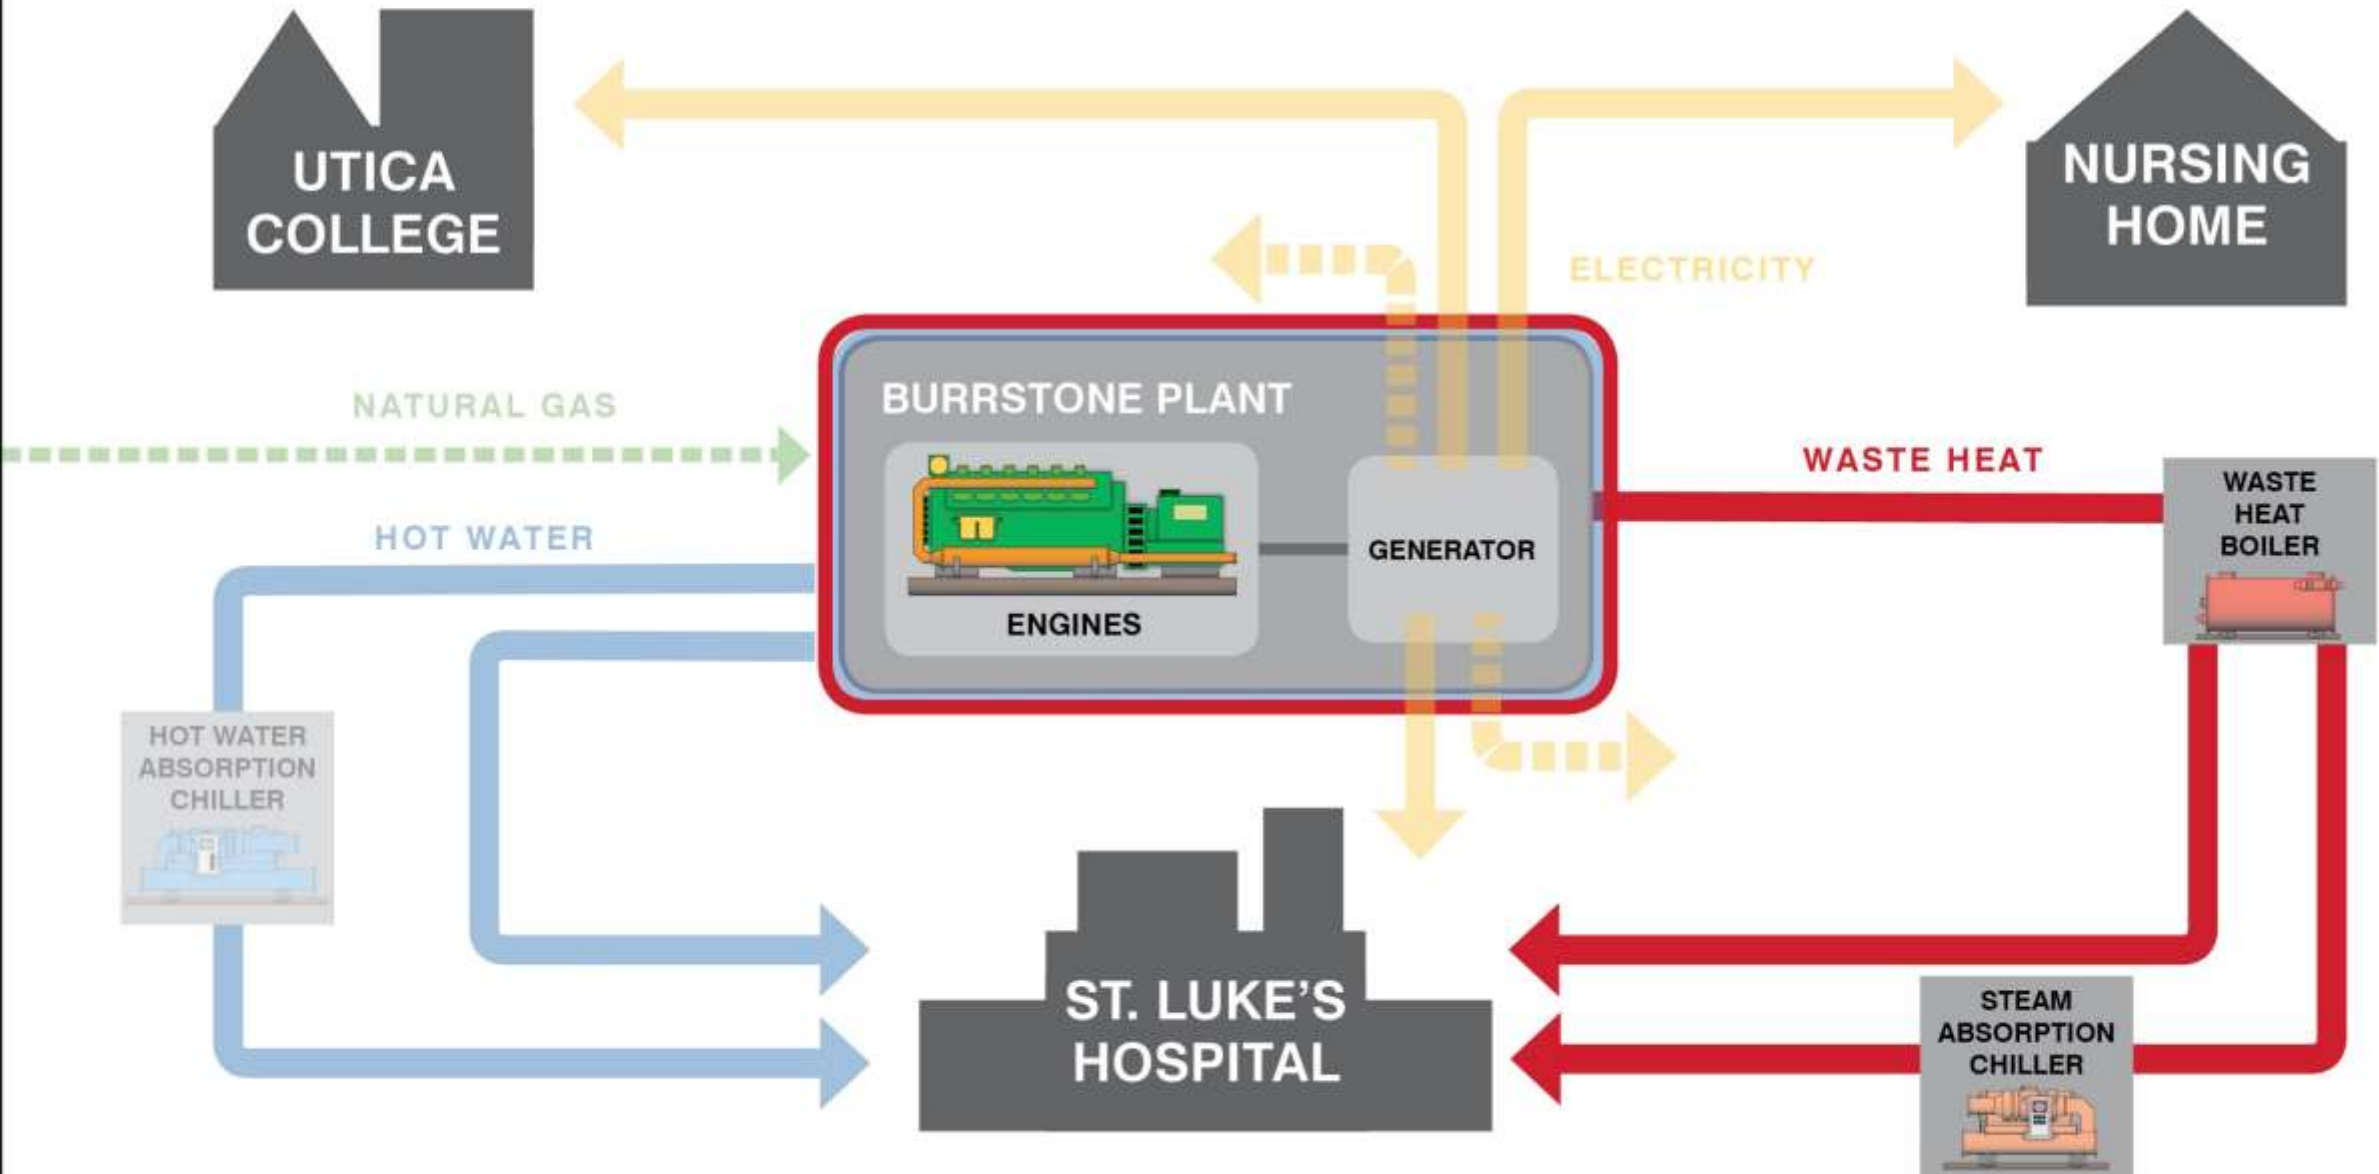 UTICA
COLLEGE
NURSING
HOME
ELECTRICITY
NATURAL GAS
BURRSTONE PLANT
WASTE HEAT
WASTE
HEAT
BOILER
HOT WATER
GENERATOR
ENGINES
HOT WATER
ABSORPTION
CHILLER
ST. LUKE'S
HOSPITAL
STEAM
ABSORPTION
CHILLER